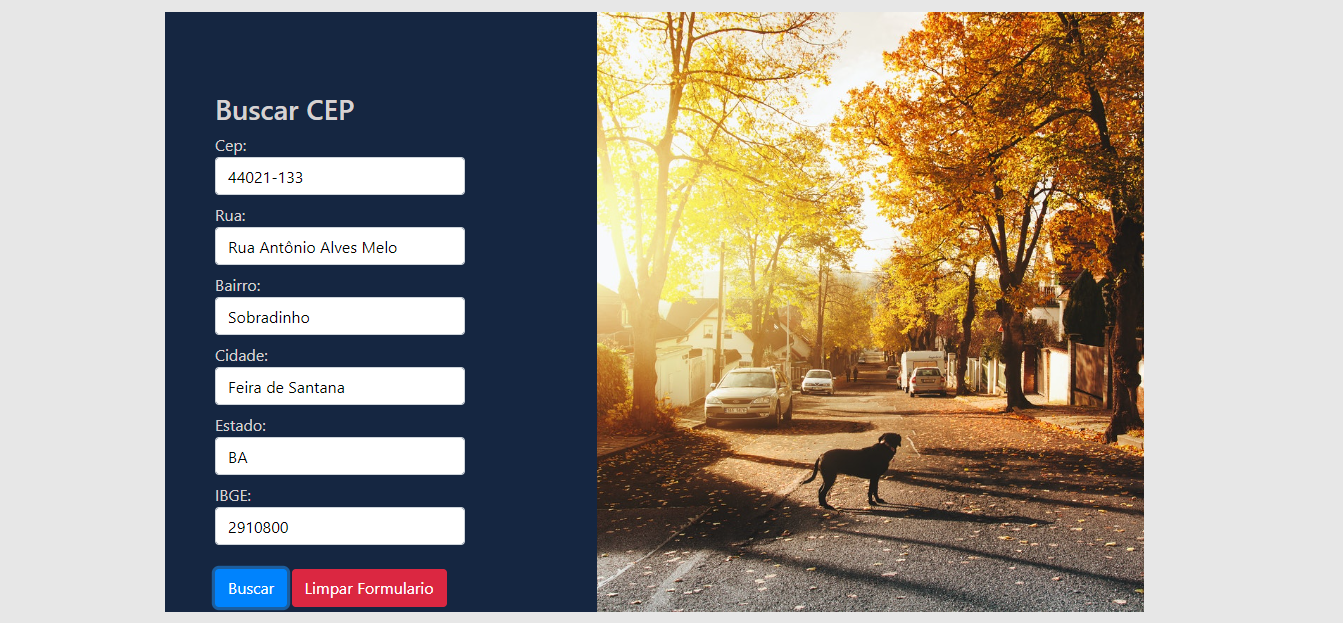 Buscar CEP
Cep:
44021-133
Rua:
Rua Antônio Alves Melo
Bairro:
Sobradinho
Cidade:
Feira de Santana
Estado:
BA
IBGE:
2910800
Buscar Limpar Formulario